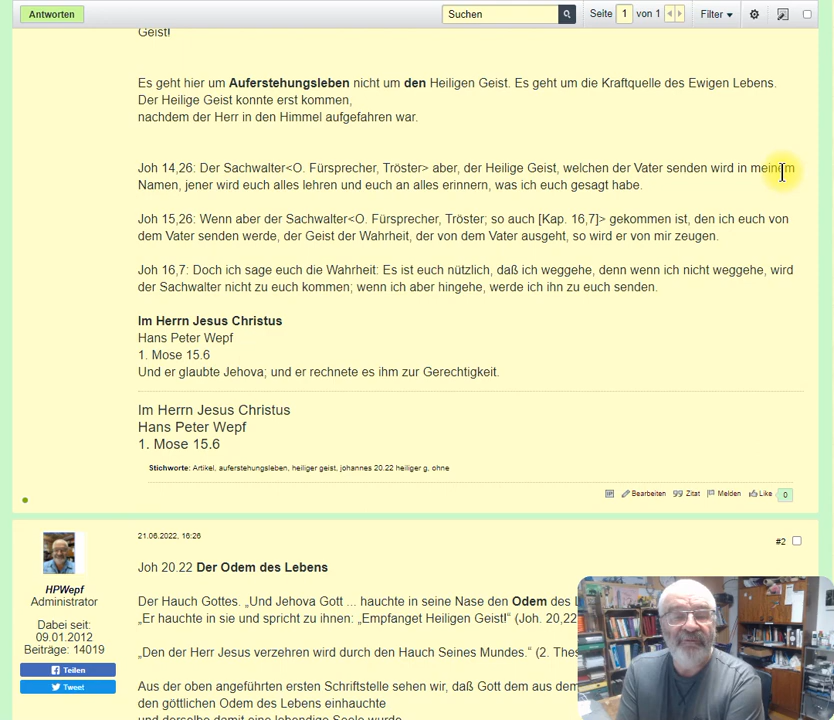 Antworten
Suchen
Seite 1 von 1
Filter
Geist!
Es geht hier um Auferstehungsleben nicht um den Heiligen Geist. Es geht um die Kraftquelle des Ewigen Lebens.
Der Heilige Geist konnte erst kommen,
nachdem der Herr in den Himmel aufgefahren war.
Joh 14,26: Der Sachwalter<O. Fürsprecher, Tröster> aber, der Heilige Geist, welchen der Vater senden wird in meinem
Namen, jener wird euch alles lehren und euch an alles erinnern, was ich euch gesagt habe.
Joh 15,26: Wenn aber der Sachwalter<O. Fürsprecher, Tröster; so auch [Kap. 16,7]> gekommen ist, den ich euch von
dem Vater senden werde, der Geist der Wahrheit, der von dem Vater ausgeht, so wird er von mir zeugen.
Joh 16,7: Doch ich sage euch die Wahrheit: Es ist euch nützlich, daß ich weggehe, denn wenn ich nicht weggehe, wird
der Sachwalter nicht zu euch kommen; wenn ich aber hingehe, werde ich ihn zu euch senden.
Im Herrn Jesus Christus
Hans Peter Wepf
1. Mose 15.6
Und er glaubte Jehova; und er rechnete es ihm zur Gerechtigkeit.
Im Herrn Jesus Christus
Hans Peter Wepf
1. Mose 15.6
Stichworte: Artikel, auferstehungsleben, heiliger geist, johannes 20.22 heiliger g, ohne
Bearbeiten Zitat Melden Like 0
21.06.2022, 16:26
#2
HPWepf
Administrator
Dabei seit:
09.01.2012
Beiträge: 14019
Teilen
Tweet
Joh 20.22 Der Odem des Lebens
Der Hauch Gottes. „Und Jehova Gott ... hauchte in seine Nase den Odem des
„Er hauchte in sie und spricht zu ihnen: „Empfanget Heiligen Geist!“ (Joh. 20,22
„Den der Herr Jesus verzehren wird durch den Hauch Seines Mundes.“ (2. Thes
Aus der oben angeführten ersten Schriftstelle sehen wir, daß Gott dem aus dem
den göttlichen Odem des Lebens einhauchte
und derselbe damit eine lebendige Seele wurde